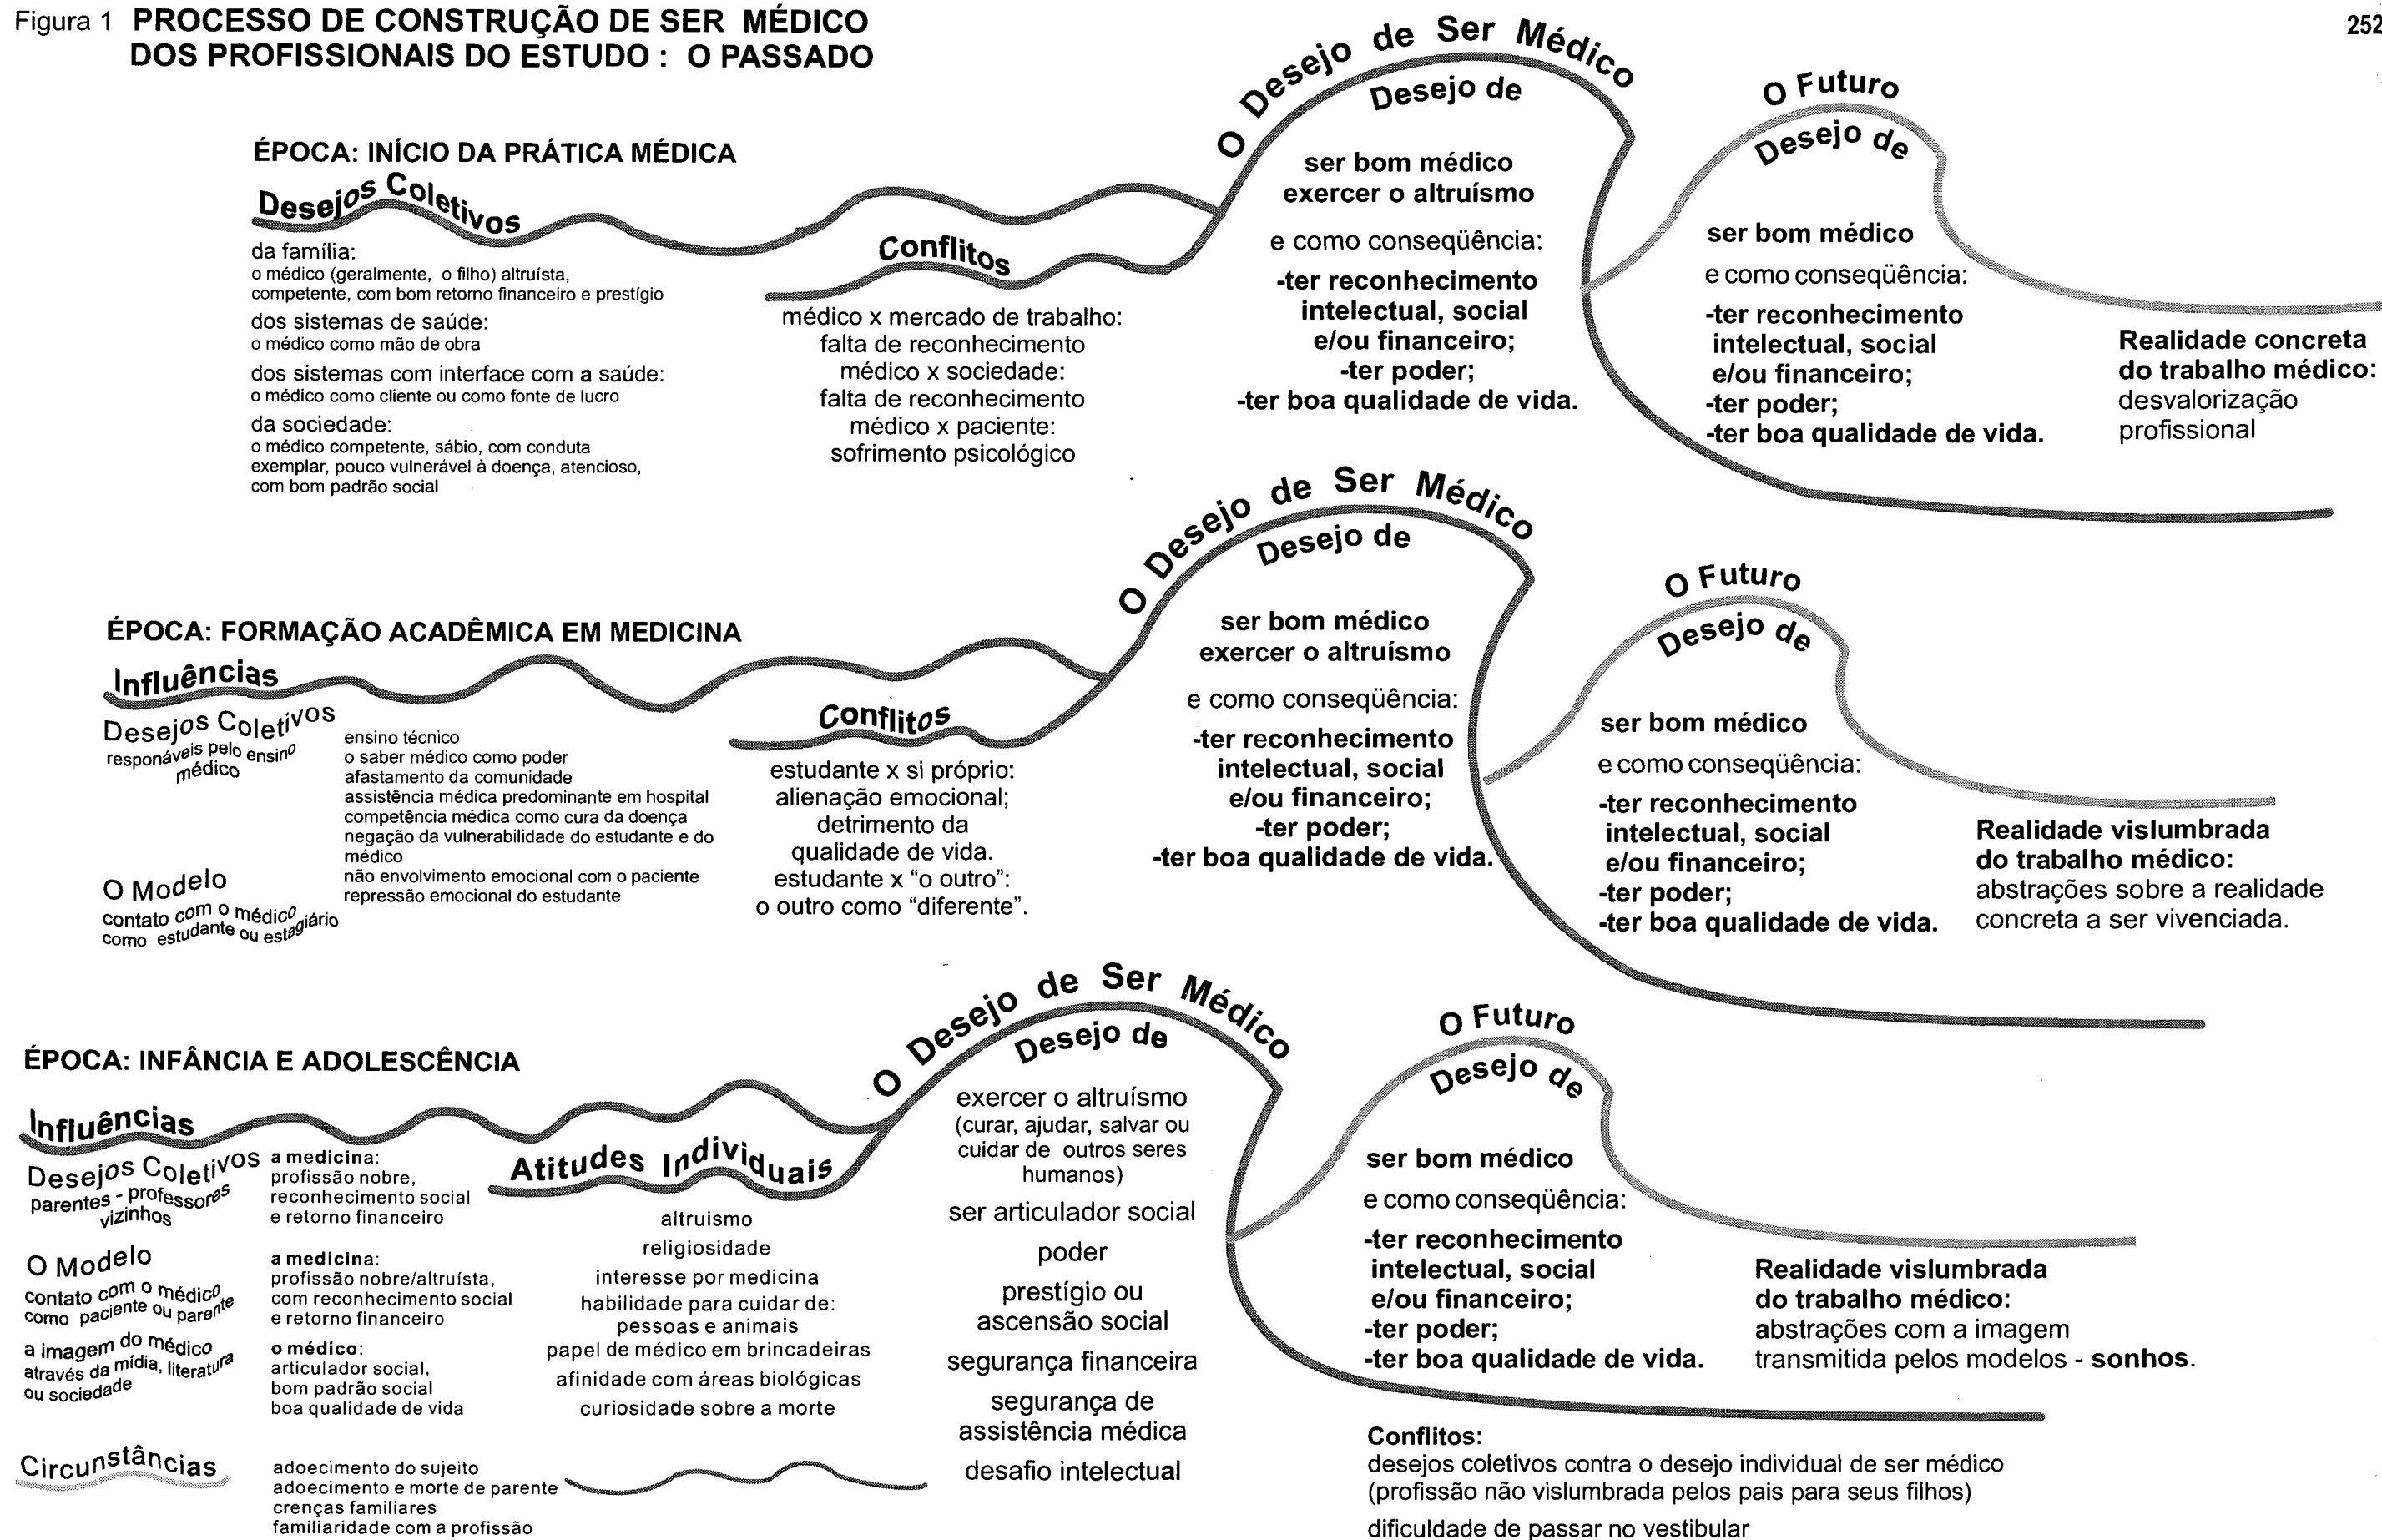 Figura 1 PROCESSO DE CONSTRUÇÃO DE SER MÉDICO
DOS PROFISSIONAIS DO ESTUDO : O PASSADO
252
ÉPOCA: INÍCIO DA PRÁTICA MÉDICA
Desejos Coletivos
da família:
o médico (geralmente, o filho) altruísta,
competente, com bom retorno financeiro e prestígio
dos sistemas de saúde:
o médico como mão de obra
dos sistemas com interface com a saúde:
o médico como cliente ou como fonte de lucro
da sociedade:
o médico competente, sábio, com conduta
exemplar, pouco vulnerável à doença, atencioso,
com bom padrão social
Conflitos
médico x mercado de trabalho:
falta de reconhecimento
médico x sociedade:
falta de reconhecimento
médico x paciente:
sofrimento psicológico
O Desejo de Ser Médico
Desejo de
ser bom médico
exercer o altruísmo
e como conseqüência:
-ter reconhecimento
intelectual, social
e/ou financeiro;
-ter poder;
-ter boa qualidade de vida.
O Futuro
Desejo de
ser bom médico
e como conseqüência:
-ter reconhecimento
intelectual, social
e/ou financeiro;
-ter poder;
-ter boa qualidade de vida.
Realidade concreta
do trabalho médico:
desvalorização
profissional
ÉPOCA: FORMAÇÃO ACADÊMICA EM MEDICINA
Influências
Desejos Coletivos
responáveis pelo ensino
médico
O Modelo
contato com o médico
como estudante ou estagiário
ensino técnico
o saber médico como poder
afastamento da comunidade
assistência médica predominante em hospital
competência médica como cura da doença
negação da vulnerabilidade do estudante e do
médico
não envolvimento emocional com o paciente
repressão emocional do estudante
Conflitos
estudante x si próprio:
alienação emocional;
detrimento da
qualidade de vida.
estudante x “o outro”:
o outro como “diferente”.
O Desejo de Ser Médico
Desejo de
ser bom médico
exercer o altruísmo
e como conseqüência:
-ter reconhecimento
intelectual, social
e/ou financeiro;
-ter poder;
-ter boa qualidade de vida.
O Futuro
Desejo de
ser bom médico
e como conseqüência:
-ter reconhecimento
intelectual, social
e/ou financeiro;
-ter poder;
-ter boa qualidade de vida.
Realidade vislumbrada
do trabalho médico:
abstrações sobre a realidade
concreta a ser vivenciada.
ÉPOCA: INFÂNCIA E ADOLESCÊNCIA
Influências
Desejos Coletivos
parentes - professores
vizinhos
a medicina:
profissão nobre,
reconhecimento social
e retorno financeiro
O Modelo
contato com o médico
como paciente ou parente
a medicina:
profissão nobre/altruísta,
com reconhecimento social
e retorno financeiro
a imagem do médico
através da mídia, literatura
ou sociedade
o médico:
articulador social,
bom padrão social
boa qualidade de vida
Circunstâncias
adoecimento do sujeito
adoecimento e morte de parente
crenças familiares
familiaridade com a profissão
Atitudes Individuais
altruismo
religiosidade
interesse por medicina
habilidade para cuidar de:
pessoas e animais
papel de médico em brincadeiras
afinidade com áreas biológicas
curiosidade sobre a morte
O Desejo de Ser Médico
Desejo de
exercer o altruísmo
(curar, ajudar, salvar ou
cuidar de outros seres
humanos)
ser articulador social
poder
prestígio ou
ascensão social
segurança financeira
segurança de
assistência médica
desafio intelectual
O Futuro
Desejo de
ser bom médico
e como conseqüência:
-ter reconhecimento
intelectual, social
e/ou financeiro;
-ter poder;
-ter boa qualidade de vida.
Realidade vislumbrada
do trabalho médico:
abstrações com a imagem
transmitida pelos modelos - sonhos.
Conflitos:
desejos coletivos contra o desejo individual de ser médico
(profissão não vislumbrada pelos pais para seus filhos)
dificuldade de passar no vestibular